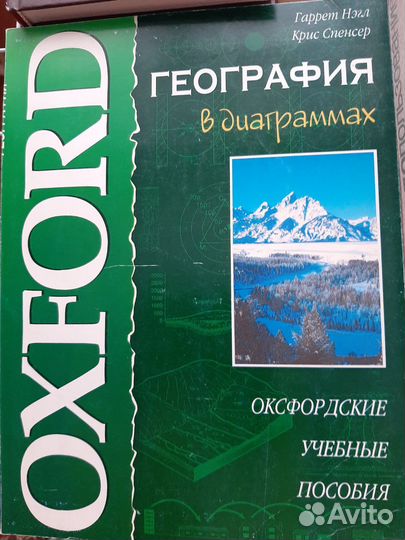 Гаррет Нэгл
Крис Спенсер
OXFORD
ГЕОГРАФИЯ
в диаграммах
ОКСФОРДСКИЕ
УЧЕБНЫЕ
ПОСОБИЯ
Avito